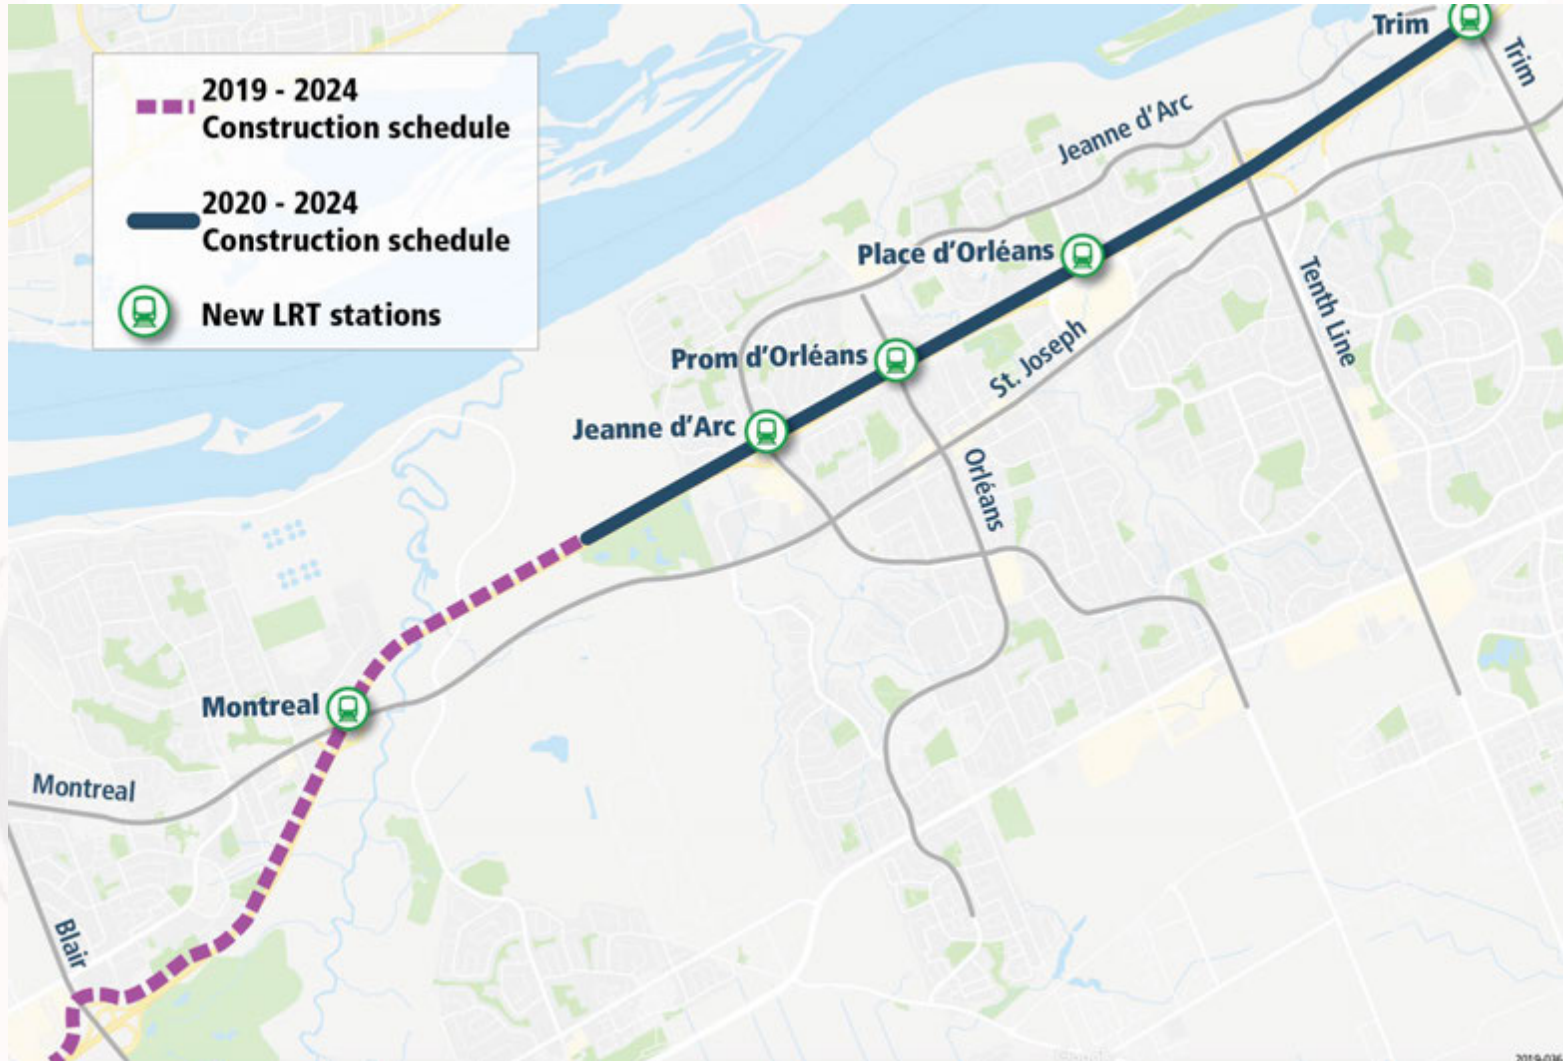 2019 - 2024
Construction schedule
2020 - 2024
Construction schedule
New LRT stations
Trim
Trim
Jeanne d'Arc
Place d'Orléans
Tenth Line
Prom d'Orléans
St. Joseph
Jeanne d'Arc
Orléans
Montreal
Montreal
Blair